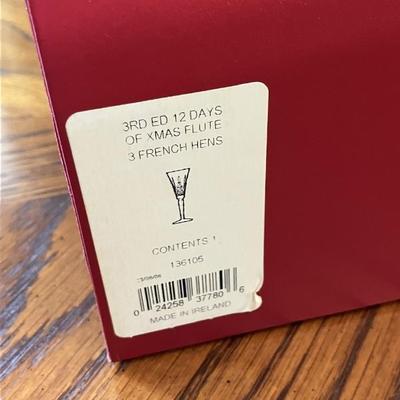 3RD ED 12 DAYS
OF XMAS FLUTE
3 FRENCH HENS
CONTENTS 1
136105
0 24258 37780 6
MADE IN IRELAND